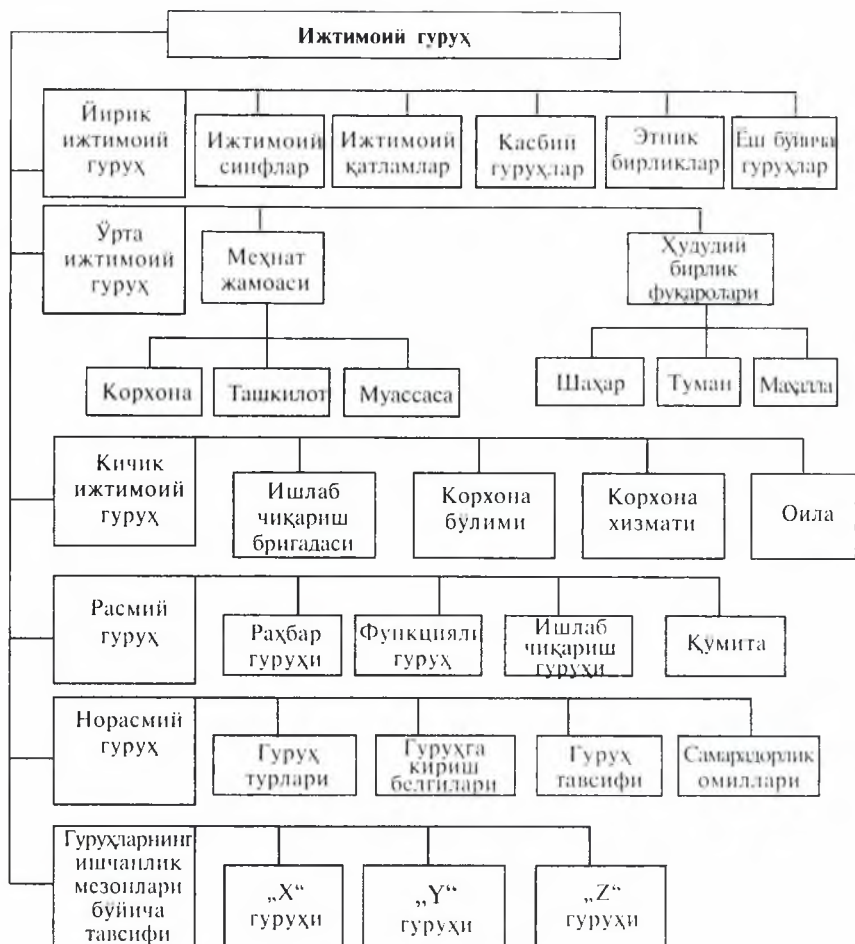 Ижтимоий гуруҳ
Йирик
ижтимоий
гуруҳ
Ижтимоий
синфлар
Ижтимоий
қатламлар
Касбий
гуруҳлар
Этник
бирликлар
Ёш бўйича
гуруҳлар
Ўрта
ижтимоий
гуруҳ
Меҳнат
жамоаси
Ҳудудий
бирлик
фуқаролари
Корхона
Ташкилот
Муассаса
Шаҳар
Туман
Маҳалла
Кичик
ижтимоий
гуруҳ
Ишлаб
чиқариш
бригадаси
Корхона
бўлими
Корхона
хизмати
Оила
Расмий
гуруҳ
Раҳбар
гуруҳи
Функцияли
гуруҳ
Ишлаб
чиқариш
гуруҳи
Қўмита
Норасмий
гуруҳ
Гуруҳ
турлари
Гуруҳга
кириш
белгилари
Гуруҳ
тавсифи
Самарадорлик
омиллари
Гуруҳларнинг
ишчанлик
мезонлари
бўйича
тавсифи
„X“
гуруҳи
„Y“
гуруҳи
„Z“
гуруҳи